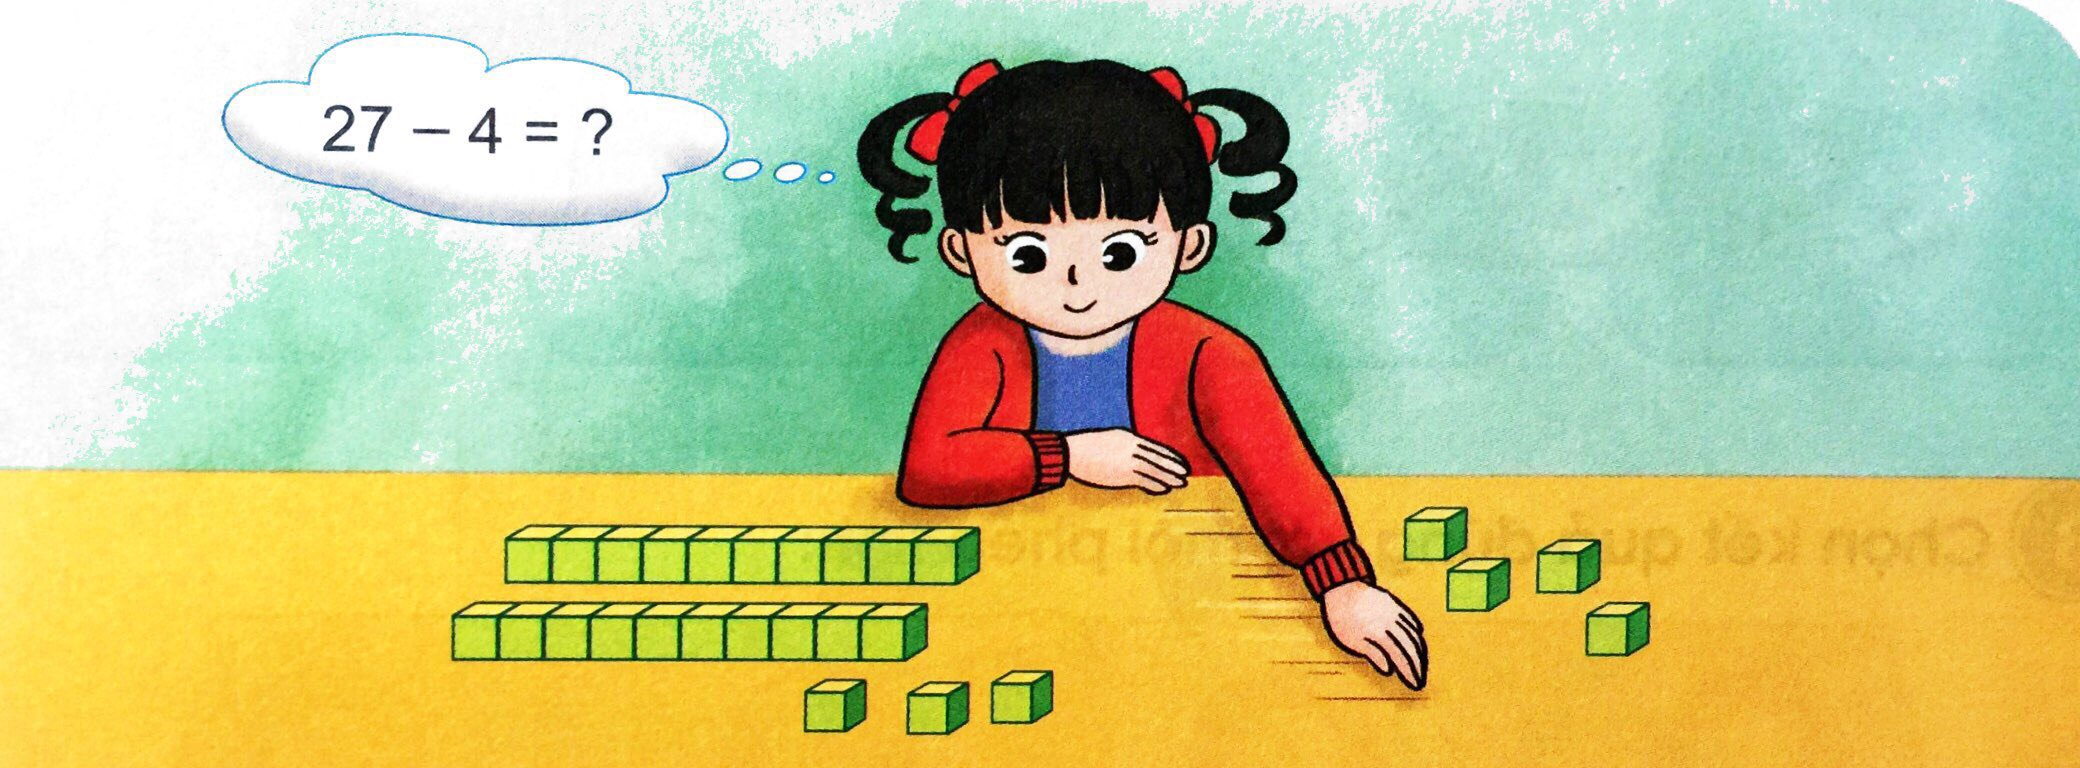 27 – 4 = ?